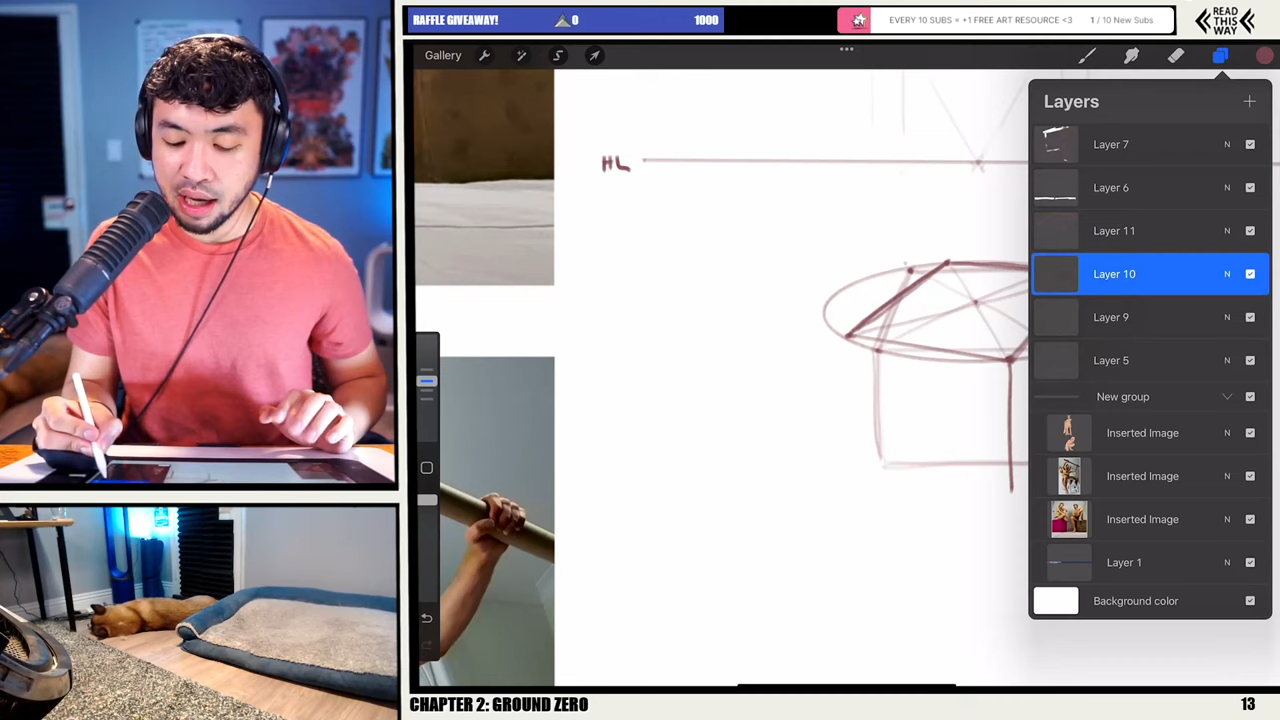 RAFFLE GIVEAWAY! 0 1000
EVERY 10 SUBS = +1 FREE ART RESOURCE <3 1 / 10 New Subs
READ
THIS
WAY
Gallery
Layers
Layer 7 N
Layer 6 N
Layer 11 N
Layer 10 N
Layer 9 N
Layer 5 N
New group
Inserted Image N
Inserted Image N
Inserted Image N
Layer 1 N
Background color
HL
CHAPTER 2: GROUND ZERO 13